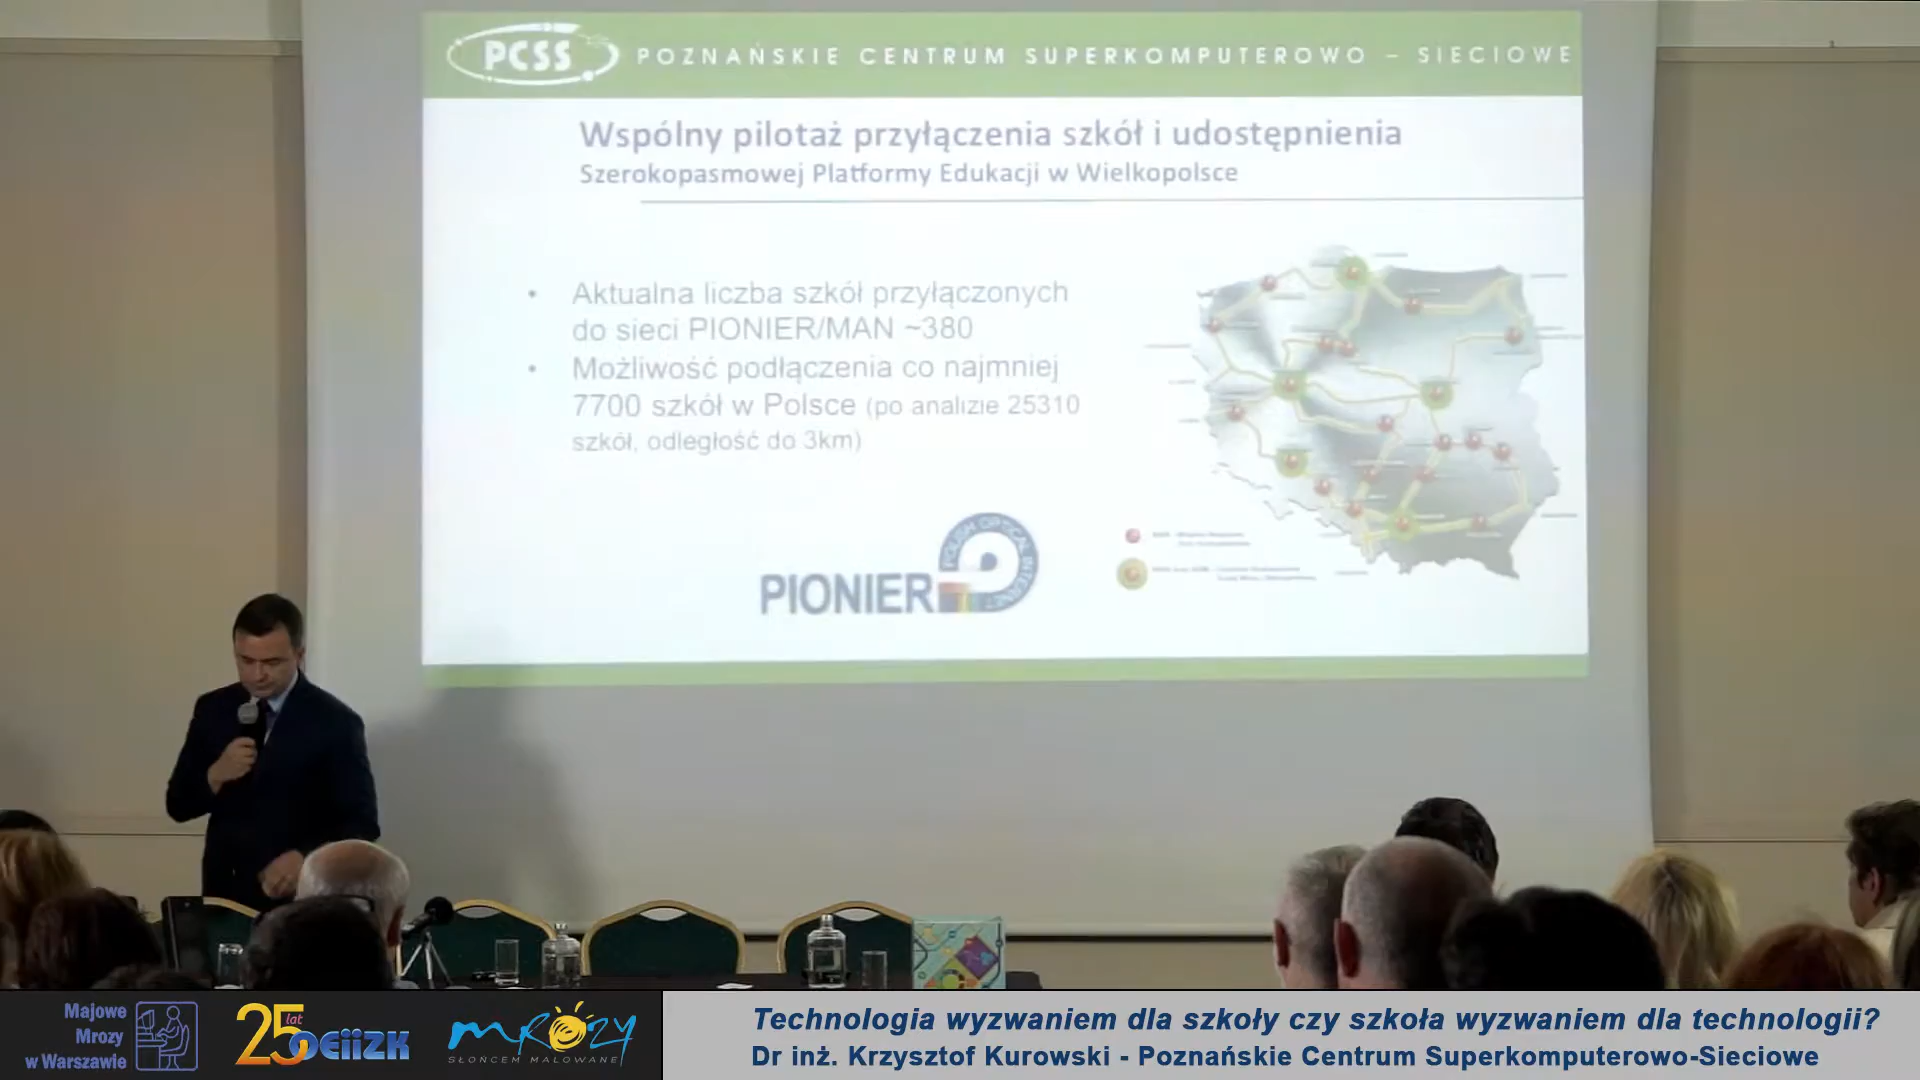 PCSS POZNAŃSKIE CENTRUM SUPERKOMPUTEROWO – SIECIOWE
Wspólny pilotaż przyłączenia szkół i udostępnienia
Szerokopasmowej Platformy Edukacji w Wielkopolsce
• Aktualna liczba szkół przyłączonych
do sieci PIONIER/MAN ~380
• Możliwość podłączenia co najmniej
7700 szkół w Polsce (po analizie 25310
szkół, odległość do 3km)
PIONIER
POLISH OPTICAL INTERNET
Majowe
Mrozy
w Warszawie
25 lat
OEIIZK
MROZY
SŁOŃCEM MALOWANE
Technologia wyzwaniem dla szkoły czy szkoła wyzwaniem dla technologii?
Dr inż. Krzysztof Kurowski - Poznańskie Centrum Superkomputerowo-Sieciowe